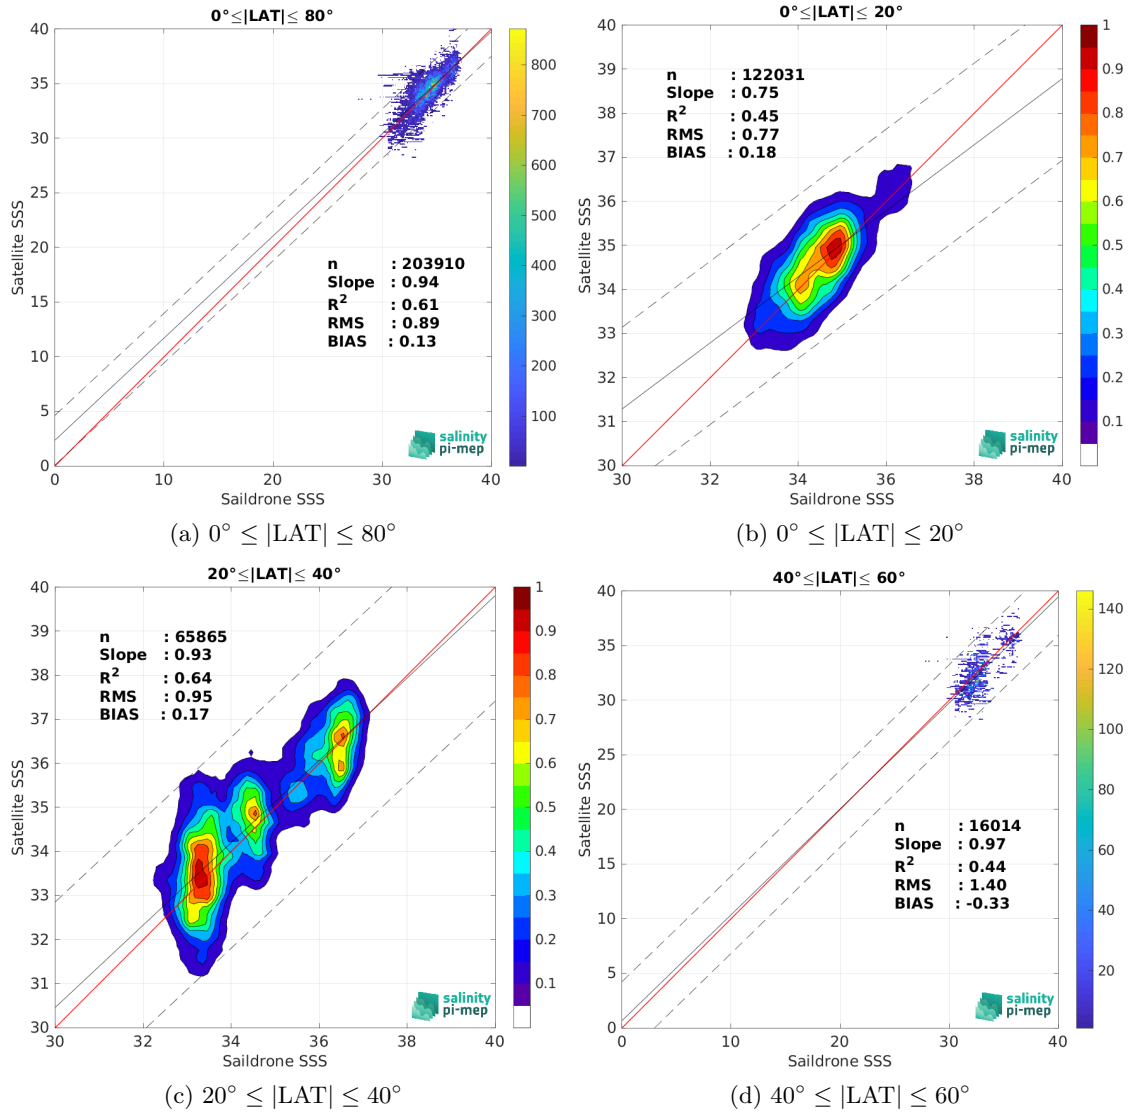 0°≤|LAT|≤ 80°
40
35
30
25
20
15
10
5
0
Satellite SSS
n : 203910
Slope : 0.94
R² : 0.61
RMS : 0.89
BIAS : 0.13
salinity
pi-mep
0 10 20 30 40
Saildrone SSS
800
700
600
500
400
300
200
100
(a) 0° ≤ |LAT| ≤ 80°
0°≤|LAT|≤ 20°
40
39
38
37
36
35
34
33
32
31
30
Satellite SSS
n : 122031
Slope : 0.75
R² : 0.45
RMS : 0.77
BIAS : 0.18
salinity
pi-mep
30 32 34 36 38 40
Saildrone SSS
1
0.9
0.8
0.7
0.6
0.5
0.4
0.3
0.2
0.1
(b) 0° ≤ |LAT| ≤ 20°
20°≤|LAT|≤ 40°
40
39
38
37
36
35
34
33
32
31
30
Satellite SSS
n : 65865
Slope : 0.93
R² : 0.64
RMS : 0.95
BIAS : 0.17
salinity
pi-mep
30 32 34 36 38 40
Saildrone SSS
1
0.9
0.8
0.7
0.6
0.5
0.4
0.3
0.2
0.1
(c) 20° ≤ |LAT| ≤ 40°
40°≤|LAT|≤ 60°
40
35
30
25
20
15
10
5
0
Satellite SSS
n : 16014
Slope : 0.97
R² : 0.44
RMS : 1.40
BIAS : -0.33
salinity
pi-mep
0 10 20 30 40
Saildrone SSS
140
120
100
80
60
40
20
(d) 40° ≤ |LAT| ≤ 60°